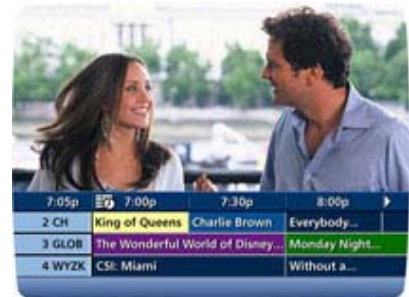 7:05p 7:00p 7:30p 8:00p
2 CH King of Queens Charlie Brown Everybody...
3 GLOB The Wonderful World of Disney... Monday Night...
4 WYZK CSI: Miami Without a...